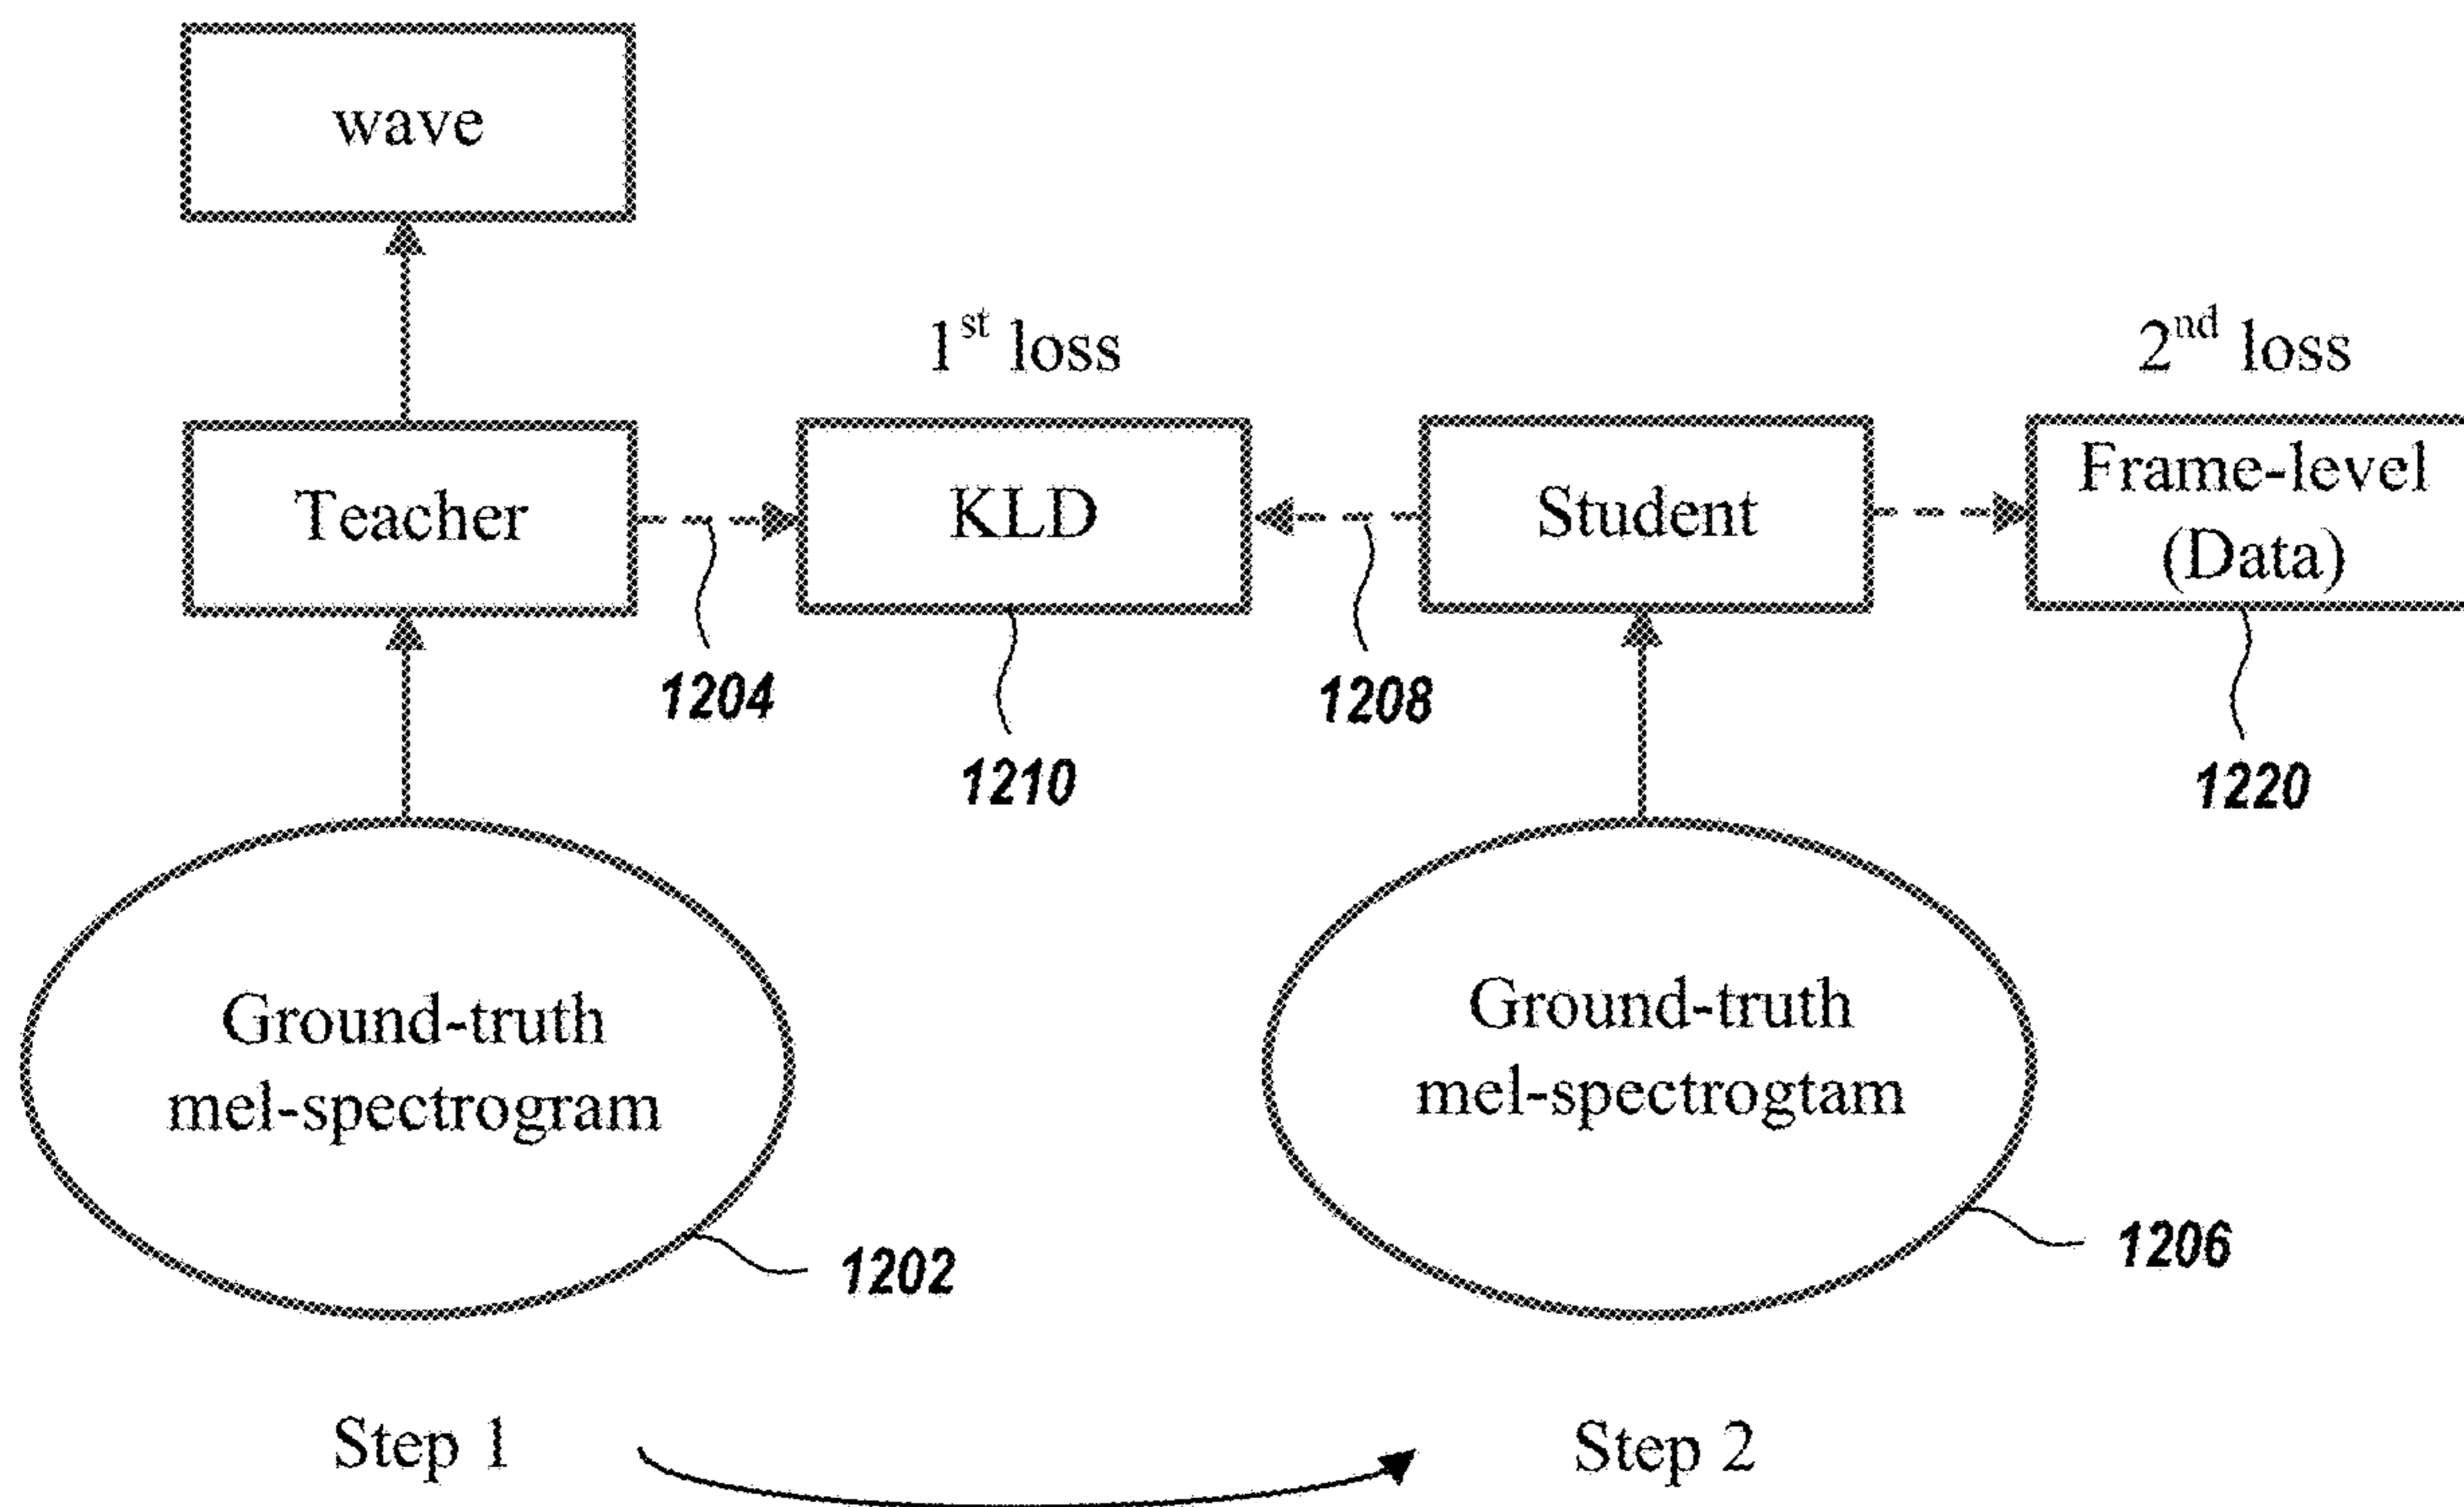 wave
1st loss
2nd loss
Teacher
KLD
Student
Frame-level
(Data)
1204
1208
1210
1220
Ground-truth
mel-spectrogram
Ground-truth
mel-spectrogtam
1202
1206
Step 1
Step 2